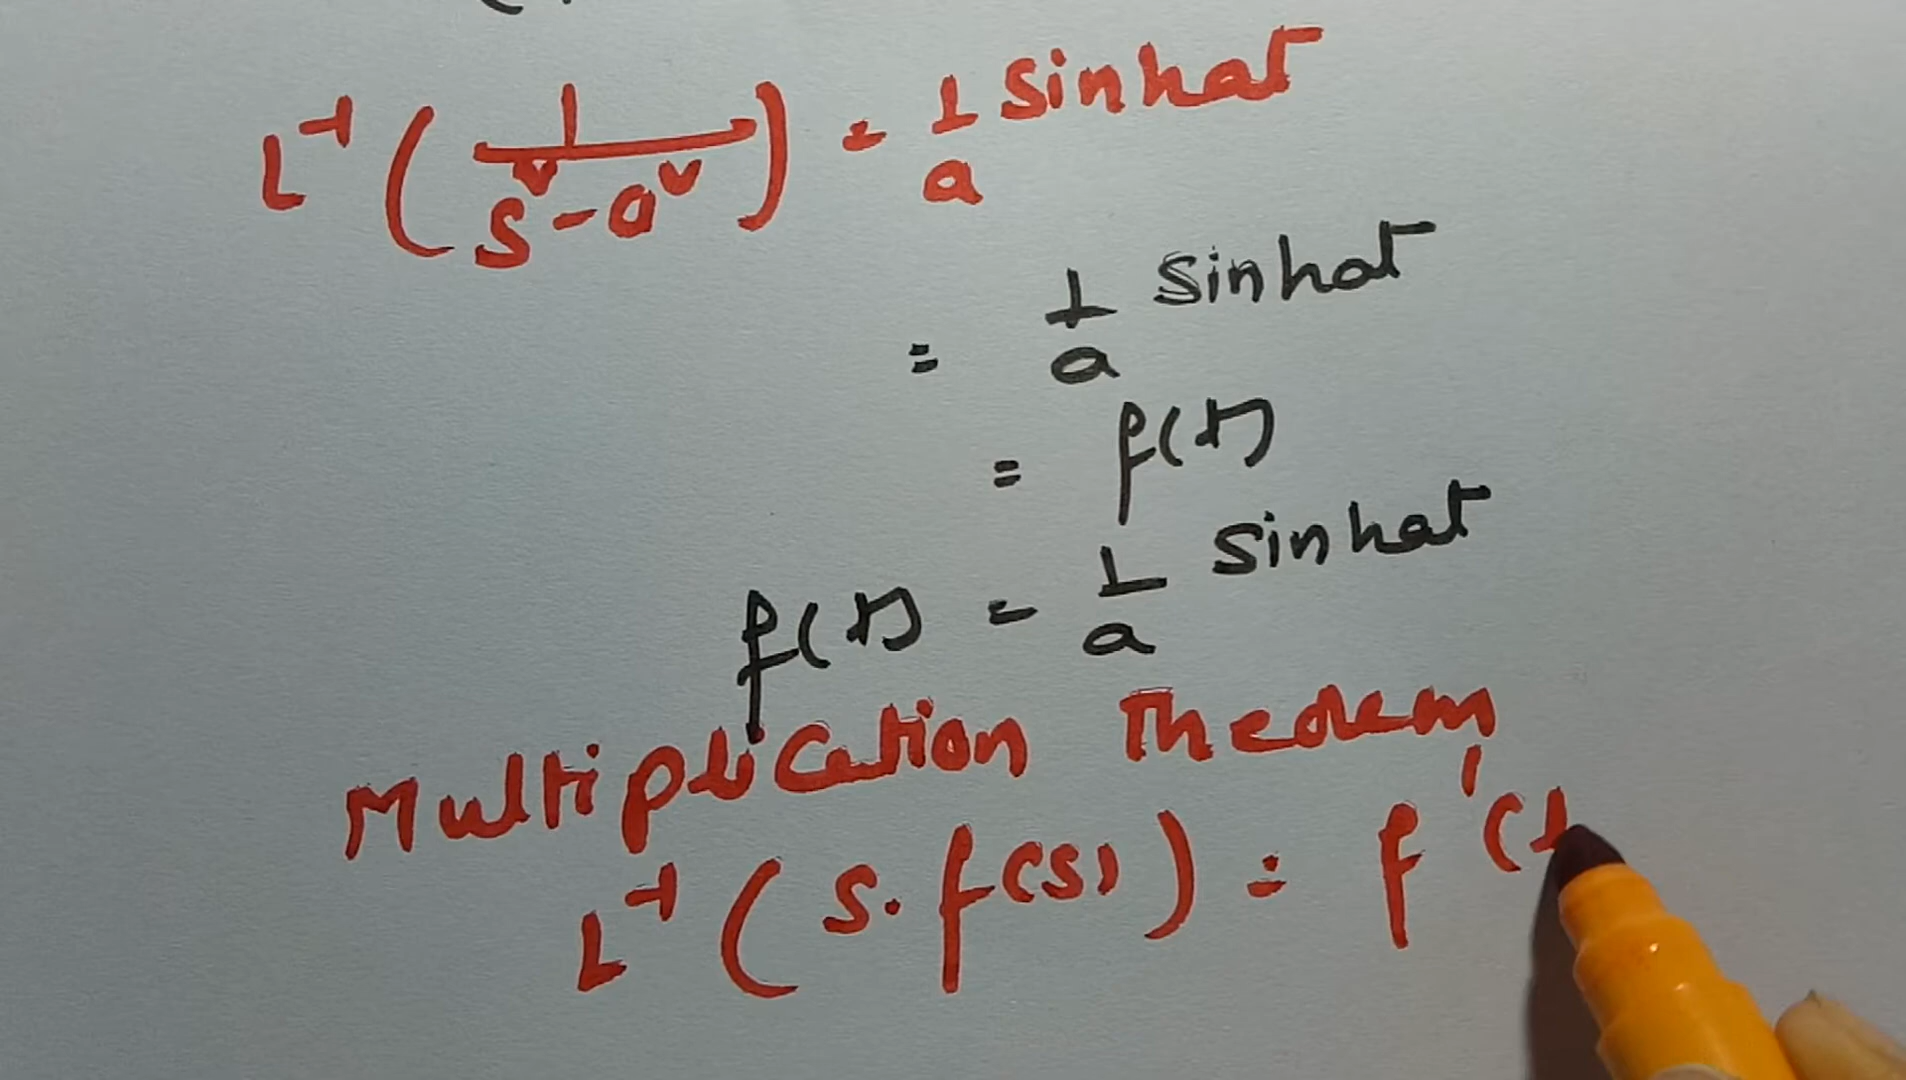 L⁻¹ ( 1 / s² - a² ) = 1/a Sinhat
= 1/a Sinhat
= f(t)
f(t) = 1/a Sinhat
Multiplication Theorem
L⁻¹ ( s. f(s) ) = f'(t